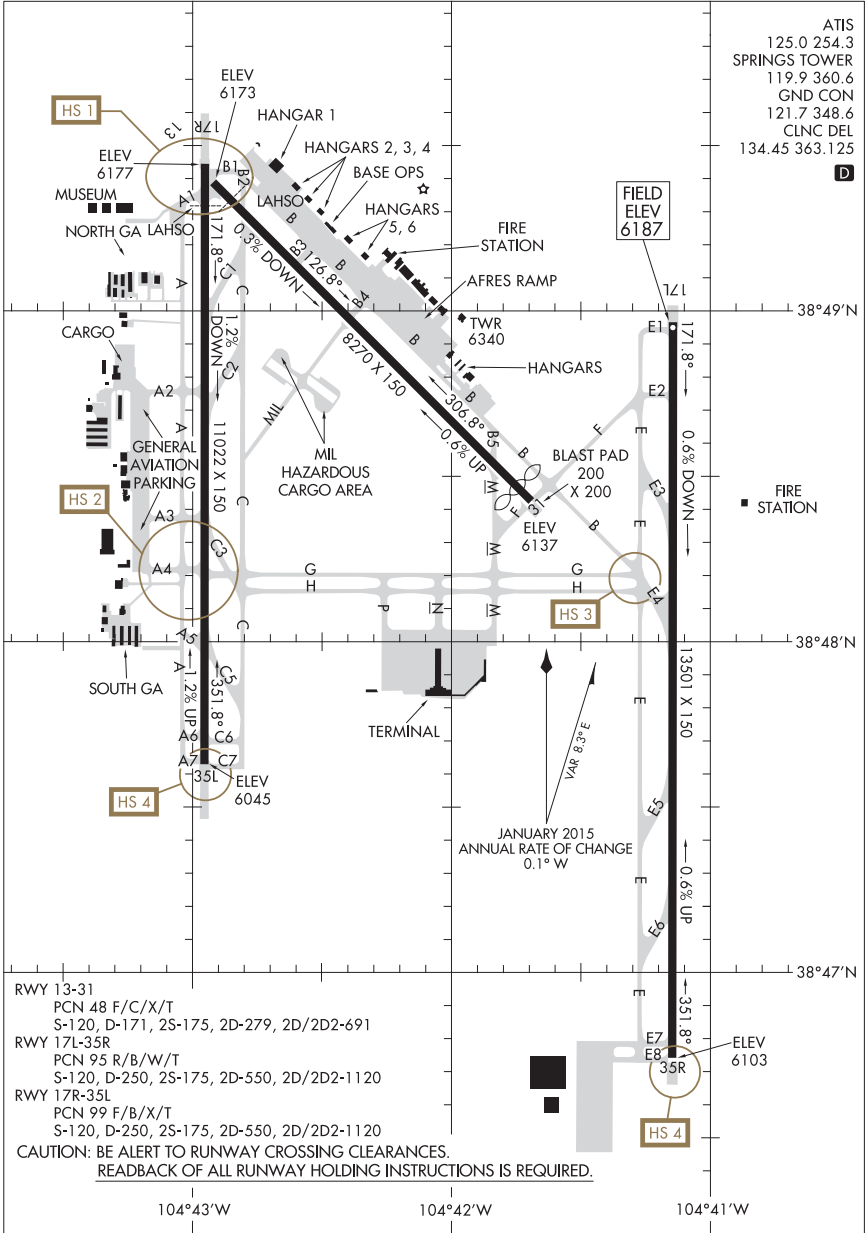 ATIS
125.0 254.3
SPRINGS TOWER
119.9 360.6
GND CON
121.7 348.6
CLNC DEL
134.45 363.125
D
ELEV
6173
HS 1
13
17R
HANGAR 1
ELEV
6177
B1
B2
HANGARS 2, 3, 4
BASE OPS
MUSEUM
A1
LAHSO
LAHSO
HANGARS
5, 6
B
FIELD
ELEV
6187
NORTH GA
171.8°
0.3% DOWN
B3
126.8°
B
FIRE
STATION
A
C1
C
B4
AFRES RAMP
17L
38°49'N
TWR
6340
E1
CARGO
1.2%
DOWN
8270 X 150
B
HANGARS
171.8°
A2
C2
306.8°
B
E2
MIL
A
GENERAL
AVIATION
PARKING
11022 X 150
MIL
HAZARDOUS
CARGO AREA
0.6% UP
B5
B
F
E
0.6% DOWN
HS 2
M
BLAST PAD
200
X 200
E3
FIRE
STATION
A3
C
F
31
ELEV
6137
B
E
C3
M
A4
G
H
H
HS 3
E4
P
N
M
C
A5
38°48'N
A
C5
SOUTH GA
1.2% UP
351.8°
TERMINAL
VAR 8.3° E
13501 X 150
E
A6
C6
A7
C7
35L
ELEV
6045
HS 4
E5
JANUARY 2015
ANNUAL RATE OF CHANGE
0.1° W
0.6% UP
E
E6
38°47'N
E
351.8°
RWY 13-31
PCN 48 F/C/X/T
S-120, D-171, 2S-175, 2D-279, 2D/2D2-691
RWY 17L-35R
PCN 95 R/B/W/T
S-120, D-250, 2S-175, 2D-550, 2D/2D2-1120
RWY 17R-35L
PCN 99 F/B/X/T
S-120, D-250, 2S-175, 2D-550, 2D/2D2-1120
E7
E8
35R
ELEV
6103
HS 4
CAUTION: BE ALERT TO RUNWAY CROSSING CLEARANCES.
READBACK OF ALL RUNWAY HOLDING INSTRUCTIONS IS REQUIRED.
104°43'W
104°42'W
104°41'W